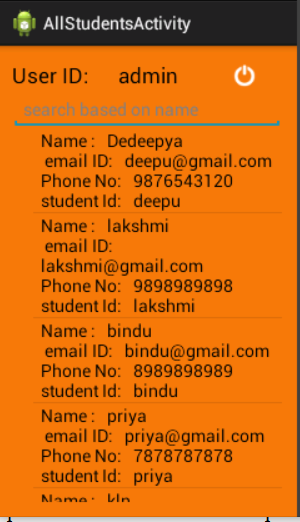 AllStudentsActivity
User ID: admin
search based on name
Name : Dedeepya
email ID: deepu@gmail.com
Phone No: 9876543120
student Id: deepu
Name : lakshmi
email ID:
lakshmi@gmail.com
Phone No: 9898989898
student Id: lakshmi
Name : bindu
email ID: bindu@gmail.com
Phone No: 8989898989
student Id: bindu
Name : priya
email ID: priya@gmail.com
Phone No: 7878787878
student Id: priya
Name :